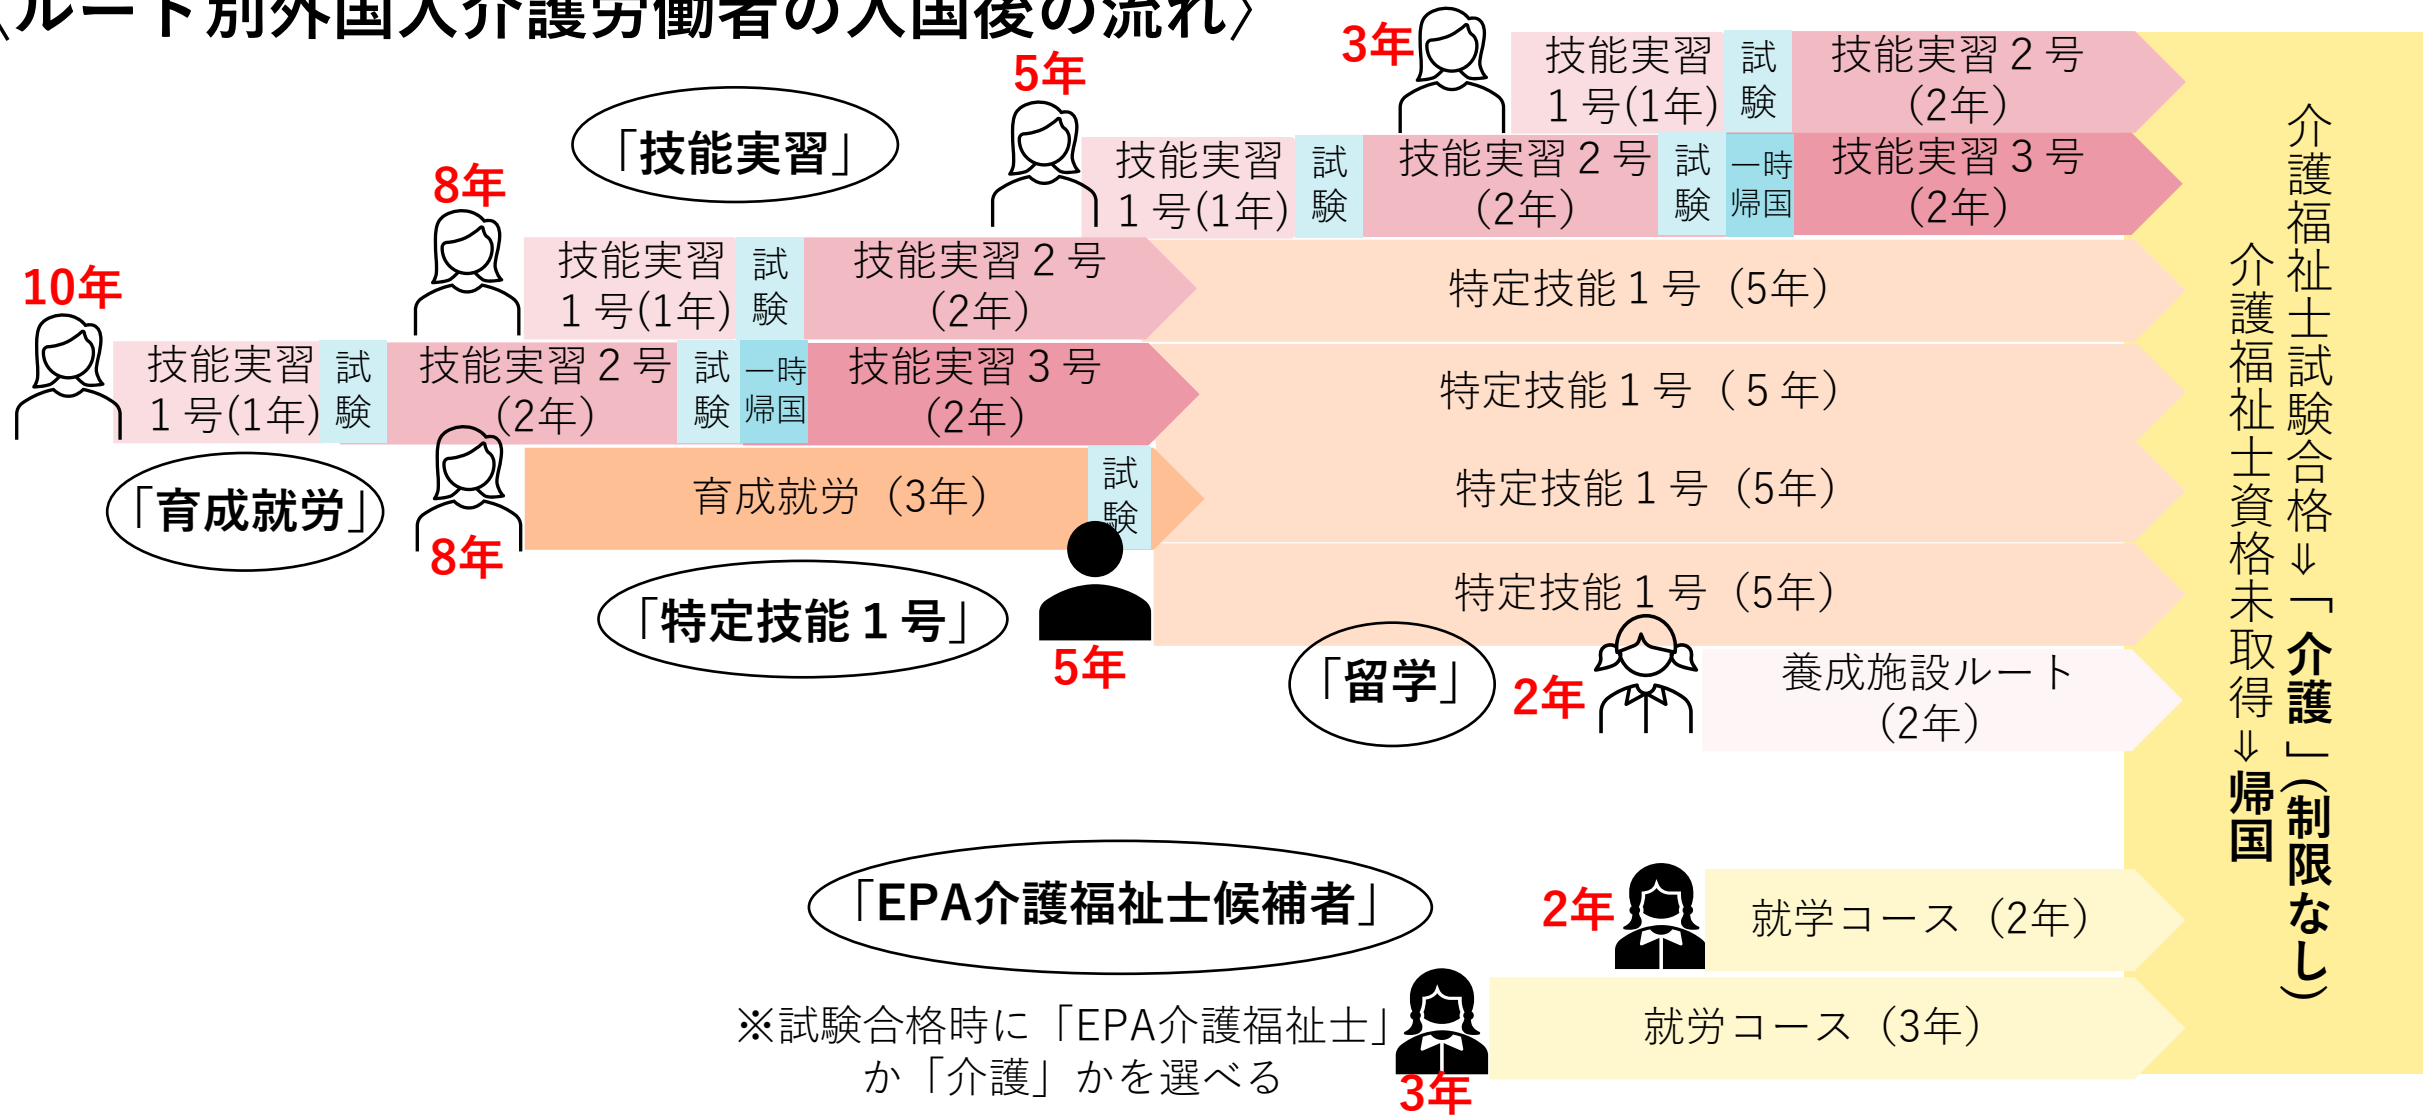 〈ルート別外国人介護労働者の入国後の流れ〉
3年
技能実習
1号(1年)
試
験
技能実習2号
(2年)
5年
技能実習
1号(1年)
試
験
技能実習2号
(2年)
試
験
一時
帰国
技能実習3号
(2年)
「技能実習」
8年
技能実習
1号(1年)
試
験
技能実習2号
(2年)
特定技能1号（5年）
10年
技能実習
1号(1年)
試
験
技能実習2号
(2年)
試
験
一時
帰国
技能実習3号
(2年)
特定技能1号（5年）
「育成就労」
8年
育成就労（3年）
試
験
特定技能1号（5年）
「特定技能1号」
5年
特定技能1号（5年）
「留学」
2年
養成施設ルート
(2年)
「EPA介護福祉士候補者」
2年
就学コース（2年）
※試験合格時に「EPA介護福祉士」
か「介護」かを選べる
3年
就労コース（3年）
介護福祉士試験合格⇒「介護」(制限なし)
介護福祉士資格未取得⇒帰国